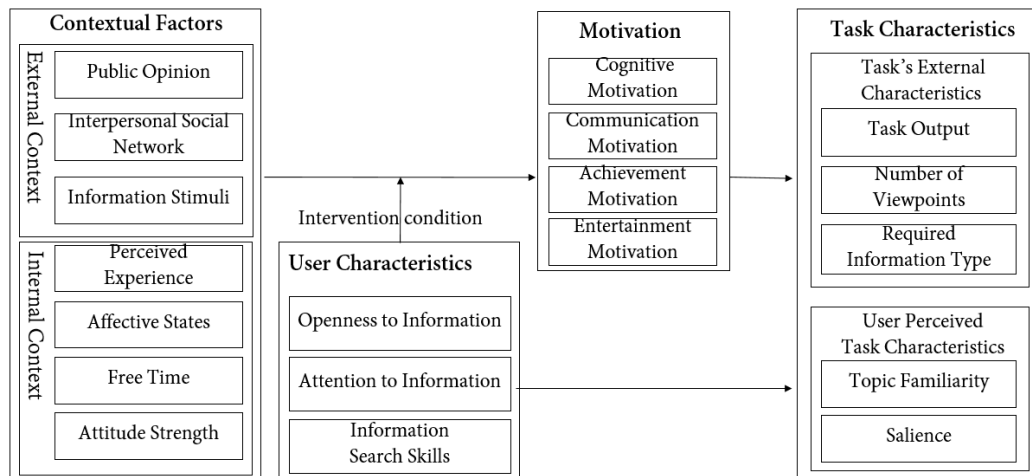 Contextual Factors
External Context
Public Opinion
Interpersonal Social
Network
Information Stimuli
Internal Context
Perceived
Experience
Affective States
Free Time
Attitude Strength
Intervention condition
User Characteristics
Openness to Information
Attention to Information
Information
Search Skills
Motivation
Cognitive
Motivation
Communication
Motivation
Achievement
Motivation
Entertainment
Motivation
Task Characteristics
Task's External
Characteristics
Task Output
Number of
Viewpoints
Required
Information Type
User Perceived
Task Characteristics
Topic Familiarity
Salience